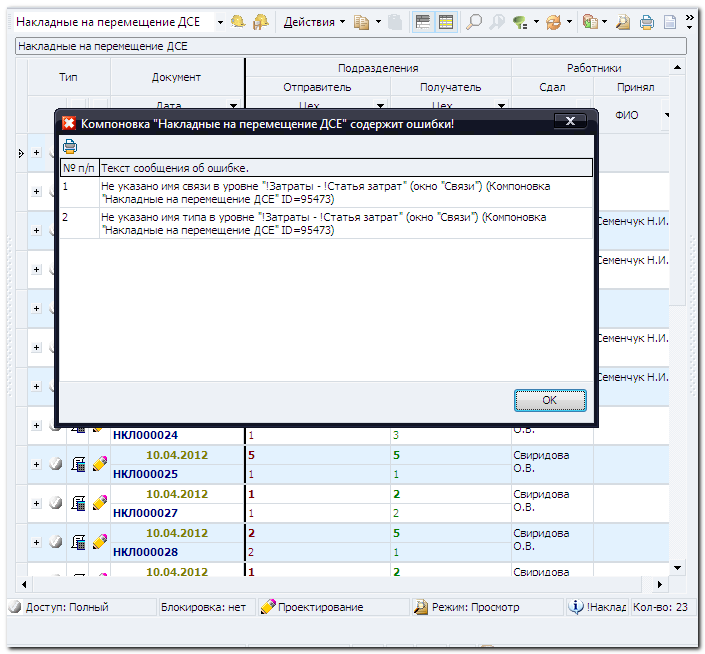 Накладные на перемещение ДСЕ
Действия
Накладные на перемещение ДСЕ
Тип
Документ
Подразделения
Работники
Отправитель
Получатель
Сдал
Принял
Дата
Цех
Цех
ФИО
Компоновка "Накладные на перемещение ДСЕ" содержит ошибки!
№ п/п
Текст сообщения об ошибке.
1
Не указано имя связи в уровне "!Затраты - !Статья затрат" (окно "Связи") (Компоновка
"Накладные на перемещение ДСЕ" ID=95473)
2
Не указано имя типа в уровне "!Затраты - !Статья затрат" (окно "Связи") (Компоновка
"Накладные на перемещение ДСЕ" ID=95473)
OK
Семенчук Н.И.
Семенчук Н.И.
Семенчук Н.И.
Семенчук Н.И.
О.В.
НКЛ000024 1 3
10.04.2012 5 5 Свиридова
О.В.
НКЛ000025 1 1
10.04.2012 1 2 Свиридова
О.В.
НКЛ000027 1 2
10.04.2012 2 5 Свиридова
О.В.
НКЛ000028 2 1
10.04.2012 1 2 Свиридова
Доступ: Полный
Блокировка: нет
Проектирование
Режим: Просмотр
!Наклад
Кол-во: 23